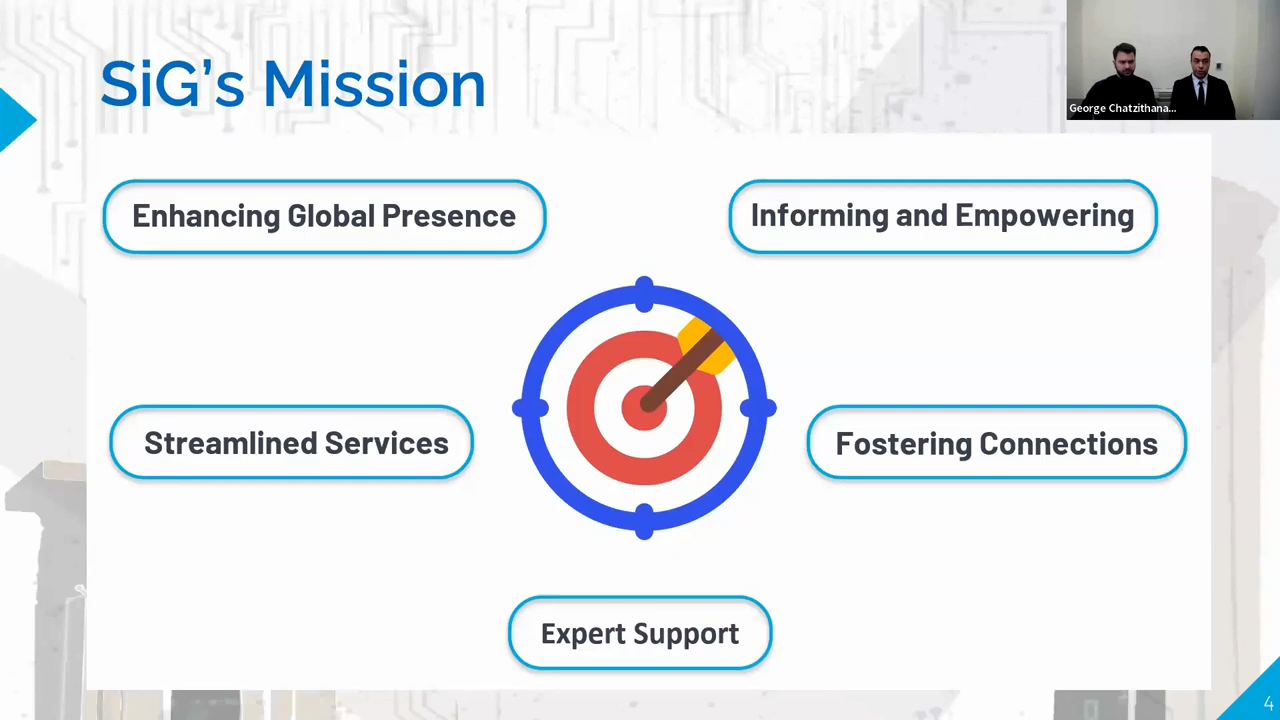 SiG's Mission
George Chatzithana...
Enhancing Global Presence
Informing and Empowering
Streamlined Services
Fostering Connections
Expert Support
4